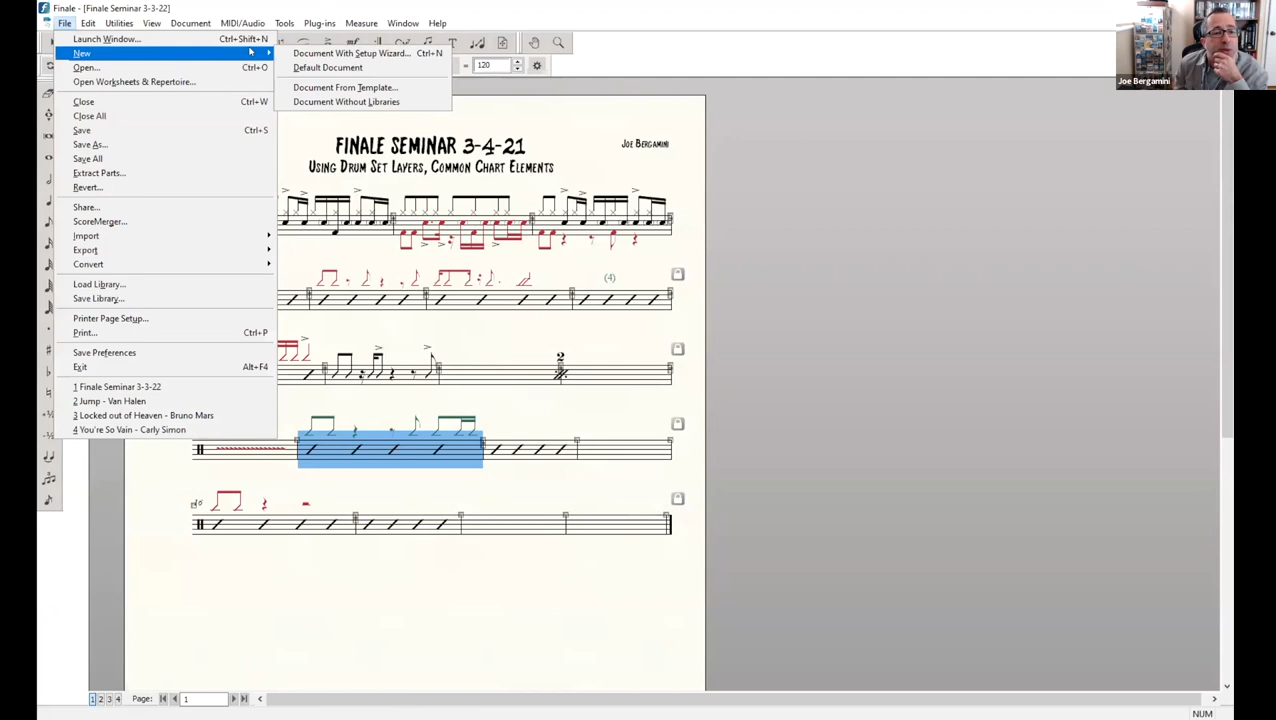 Finale - [Finale Seminar 3-3-22]
File Edit Utilities View Document MIDI/Audio Tools Plug-ins Measure Window Help
Launch Window... Ctrl+Shift+N
New
Open... Ctrl+O
Open Worksheets & Repertoire...
Close Ctrl+W
Close All
Save Ctrl+S
Save As...
Save All
Extract Parts...
Revert...
Share...
ScoreMerger...
Import
Export
Convert
Load Library...
Save Library...
Printer Page Setup...
Print... Ctrl+P
Save Preferences
Exit Alt+F4
1 Finale Seminar 3-3-22
2 Jump - Van Halen
3 Locked out of Heaven - Bruno Mars
4 You're So Vain - Carly Simon
Document With Setup Wizard... Ctrl+N
Default Document
Document From Template...
Document Without Libraries
= 120
Joe Bergamini
Finale Seminar 3-4-21
Joe Bergamini
Using Drum Set Layers, Common Chart Elements
(4)
2
16
1 2 3 4 Page: 1
NUM